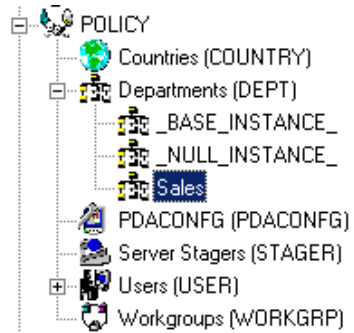 POLICY
Countries (COUNTRY)
Departments (DEPT)
_BASE_INSTANCE_
_NULL_INSTANCE_
Sales
PDACONFG (PDACONFG)
Server Stagers (STAGER)
Users (USER)
Workgroups (WORKGRP)